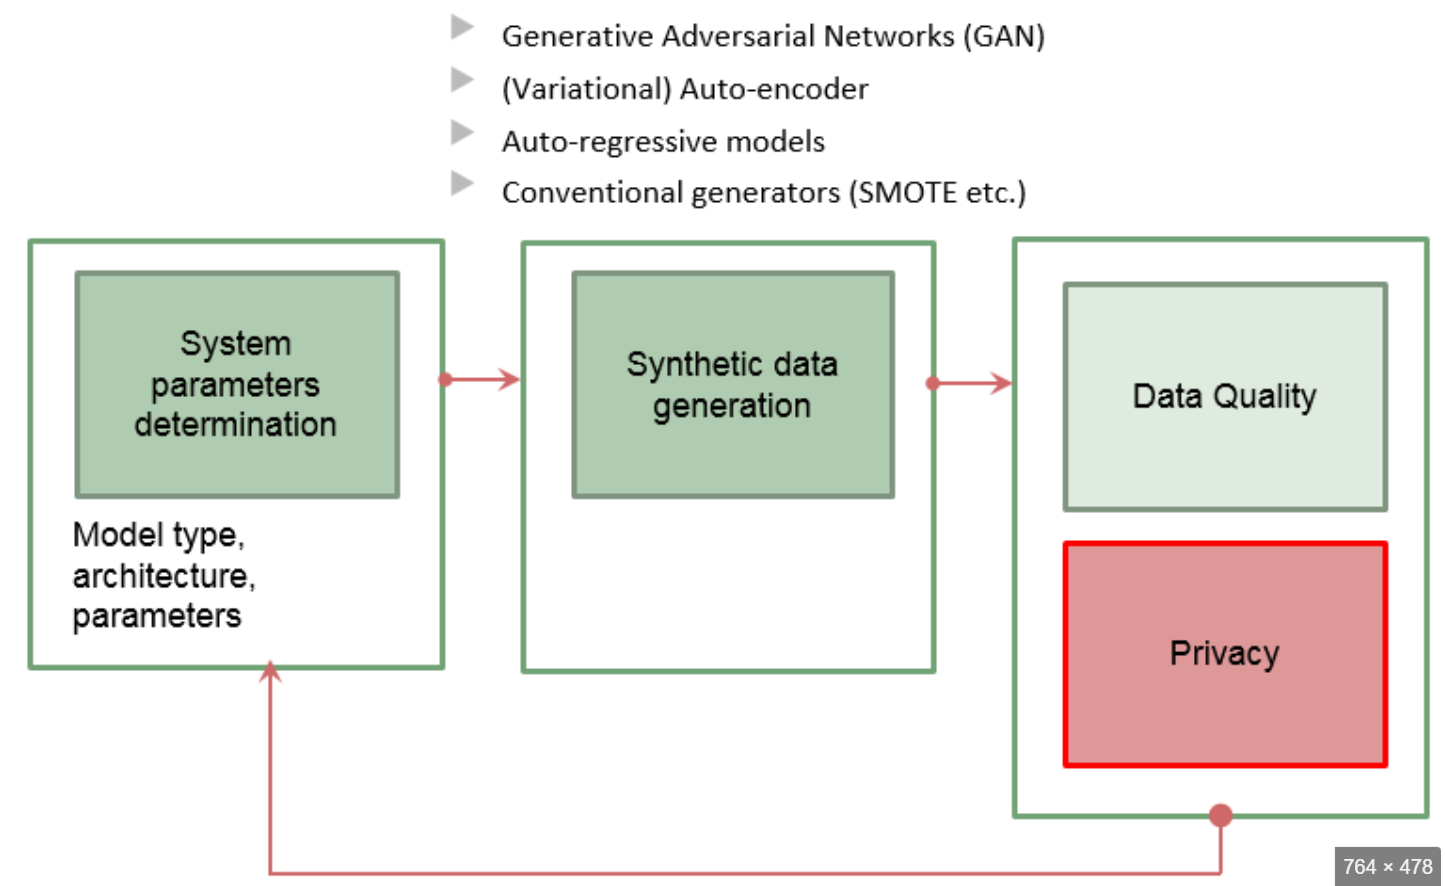 Generative Adversarial Networks (GAN)
(Variational) Auto-encoder
Auto-regressive models
Conventional generators (SMOTE etc.)
System
parameters
determination
Model type,
architecture,
parameters
Synthetic data
generation
Data Quality
Privacy
764 × 478